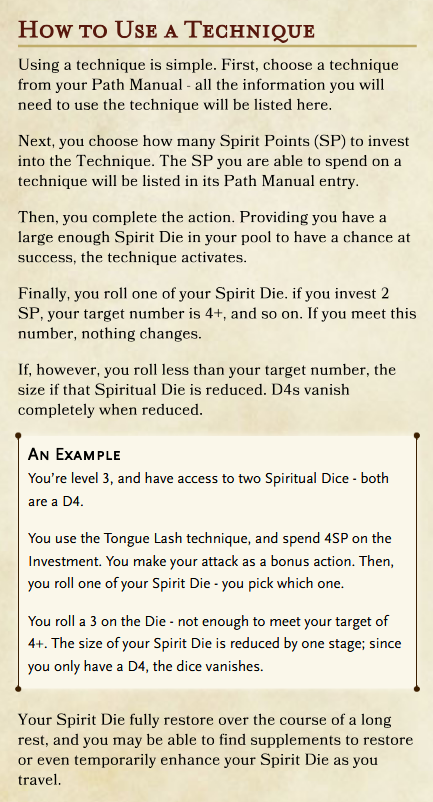 How to Use a Technique
Using a technique is simple. First, choose a technique
from your Path Manual - all the information you will
need to use the technique will be listed here.
Next, you choose how many Spirit Points (SP) to invest
into the Technique. The SP you are able to spend on a
technique will be listed in its Path Manual entry.
Then, you complete the action. Providing you have a
large enough Spirit Die in your pool to have a chance at
success, the technique activates.
Finally, you roll one of your Spirit Die. if you invest 2
SP, your target number is 4+, and so on. If you meet this
number, nothing changes.
If, however, you roll less than your target number, the
size if that Spiritual Die is reduced. D4s vanish
completely when reduced.
An Example
You're level 3, and have access to two Spiritual Dice - both
are a D4.
You use the Tongue Lash technique, and spend 4SP on the
Investment. You make your attack as a bonus action. Then,
you roll one of your Spirit Die - you pick which one.
You roll a 3 on the Die - not enough to meet your target of
4+. The size of your Spirit Die is reduced by one stage; since
you only have a D4, the dice vanishes.
Your Spirit Die fully restore over the course of a long
rest, and you may be able to find supplements to restore
or even temporarily enhance your Spirit Die as you
travel.